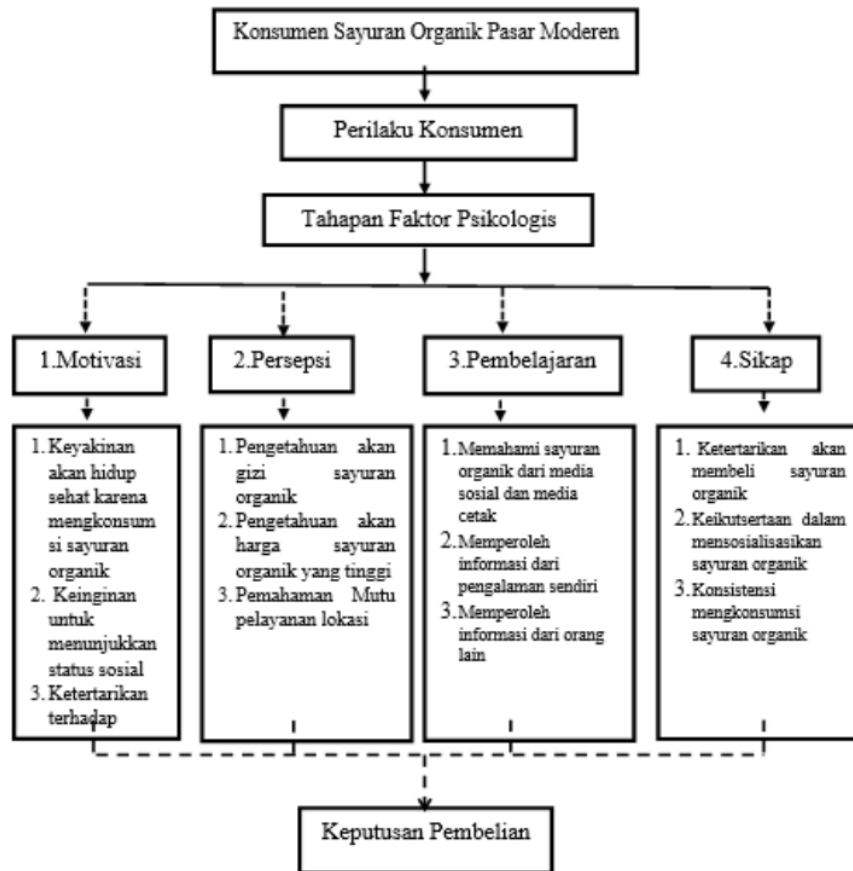 Konsumen Sayuran Organik Pasar Moderen
Perilaku Konsumen
Tahapan Faktor Psikologis
1.Motivasi
2.Persepsi
3.Pembelajaran
4.Sikap
1. Keyakinan
akan hidup
sehat karena
mengkonsum
si sayuran
organik
2. Keinginan
untuk
menunjukkan
status sosial
3. Ketertarikan
terhadap
1. Pengetahuan akan
gizi sayuran
organik
2. Pengetahuan akan
harga sayuran
organik yang tinggi
3. Pemahaman Mutu
pelayanan lokasi
1. Memahami sayuran
organik dari media
sosial dan media
cetak
2. Memperoleh
informasi dari
pengalaman sendiri
3. Memperoleh
informasi dari orang
lain
1. Ketertarikan akan
membeli sayuran
organik
2. Keikutsertaan dalam
mensosialisasikan
sayuran organik
3. Konsistensi
mengkonsumsi
sayuran organik
Keputusan Pembelian